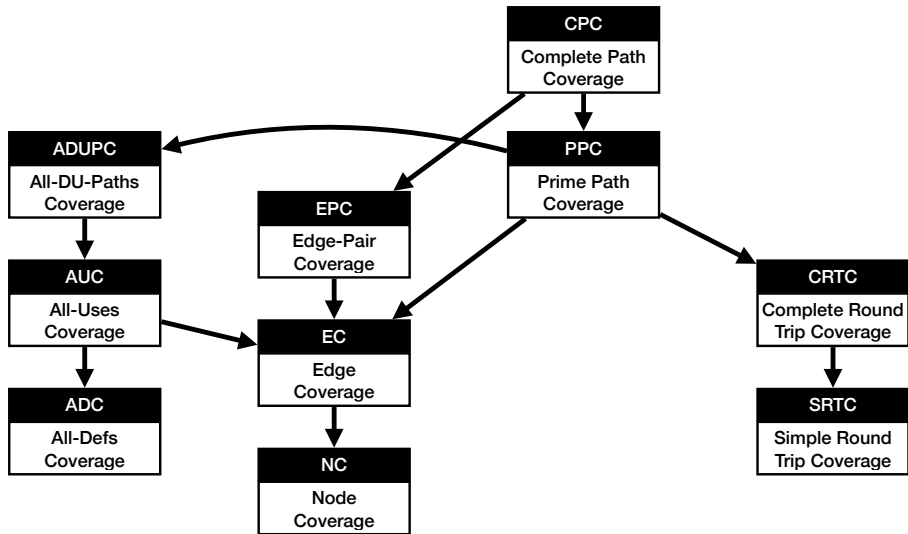 CPC
Complete Path
Coverage
ADUPC
All-DU-Paths
Coverage
PPC
Prime Path
Coverage
EPC
Edge-Pair
Coverage
AUC
All-Uses
Coverage
CRTC
Complete Round
Trip Coverage
EC
Edge
Coverage
ADC
All-Defs
Coverage
SRTC
Simple Round
Trip Coverage
NC
Node
Coverage